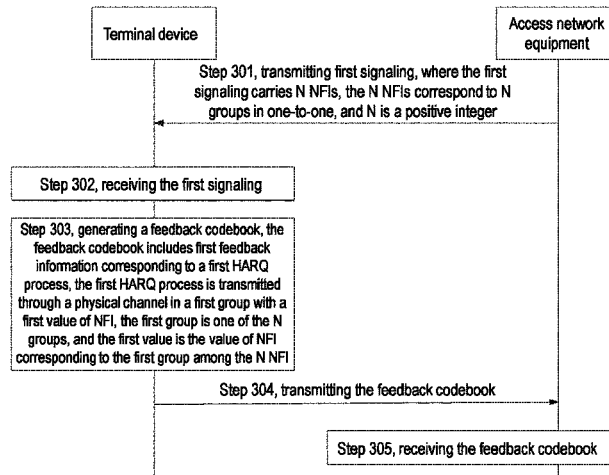 Terminal device
Access network
equipment
Step 301, transmitting first signaling, where the first
signaling carries N NFIs, the N NFIs correspond to N
groups in one-to-one, and N is a positive integer
Step 302, receiving the first signaling
Step 303, generating a feedback codebook, the
feedback codebook includes first feedback
information corresponding to a first HARQ
process, the first HARQ process is transmitted
through a physical channel in a first group with a
first value of NFI, the first group is one of the N
groups, and the first value is the value of NFI
corresponding to the first group among the N NFI
Step 304, transmitting the feedback codebook
Step 305, receiving the feedback codebook